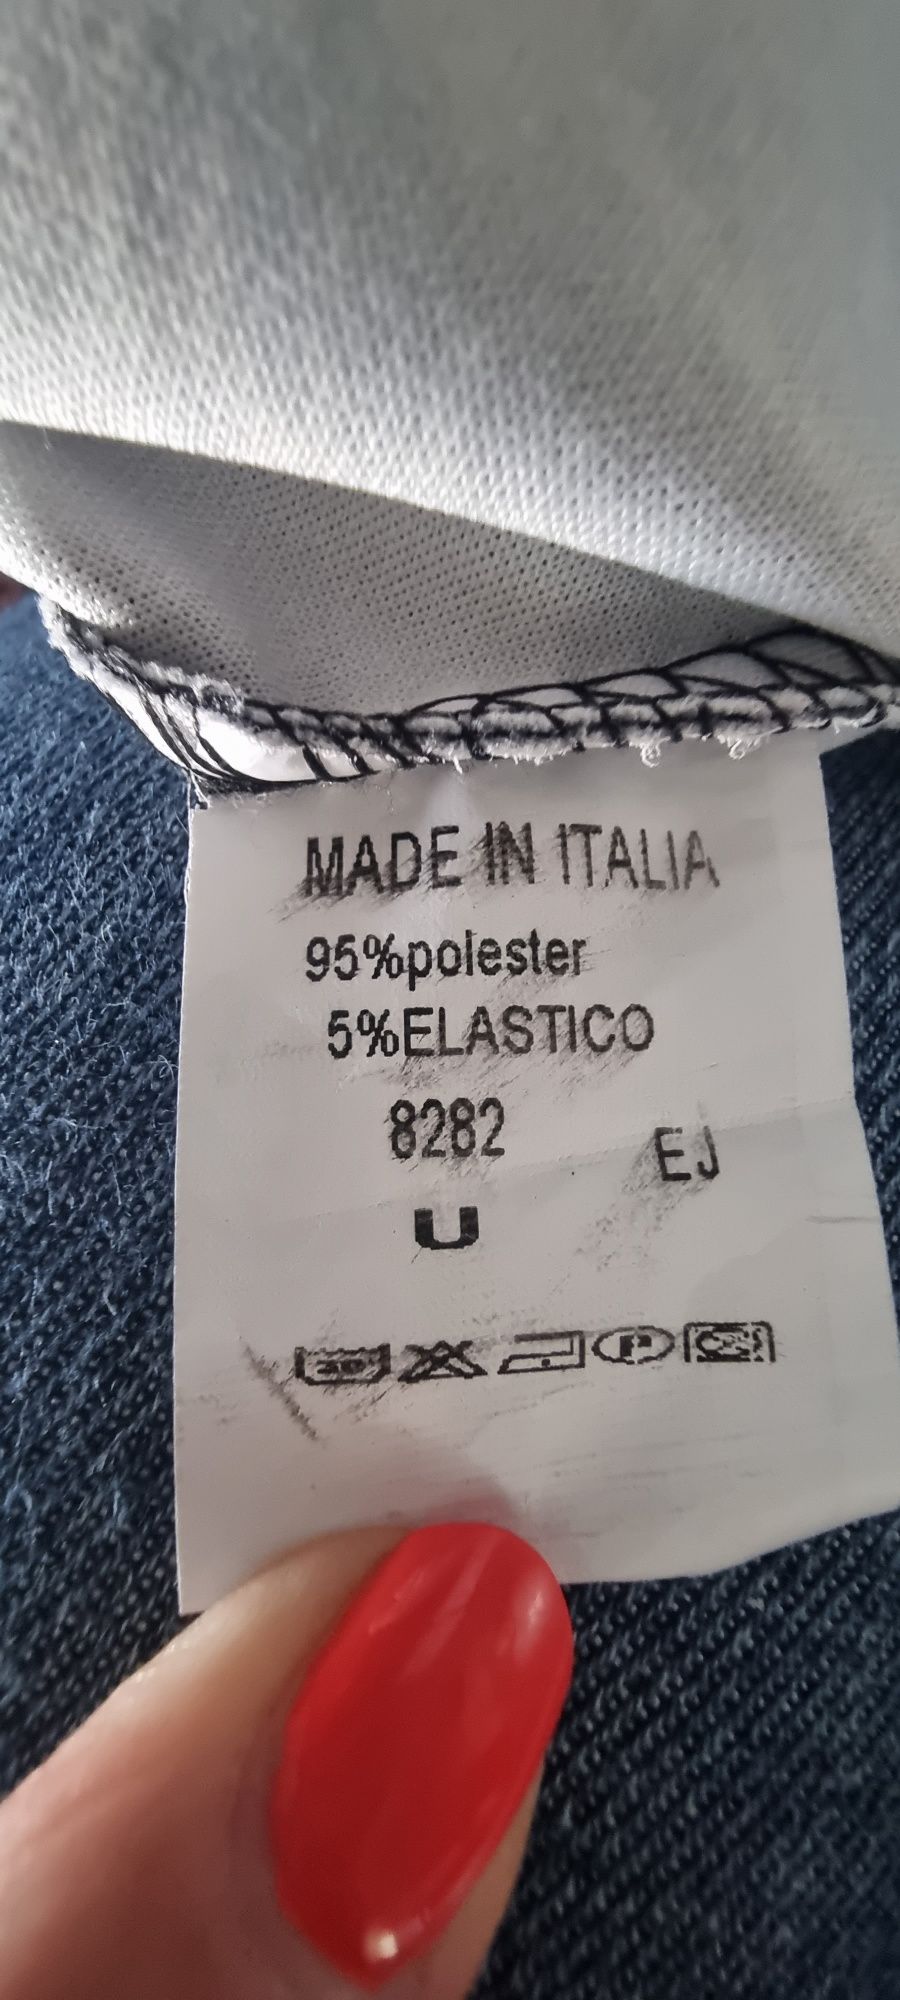 MADE IN ITALIA
95%polester
5%ELASTICO
8282
EJ
U
P